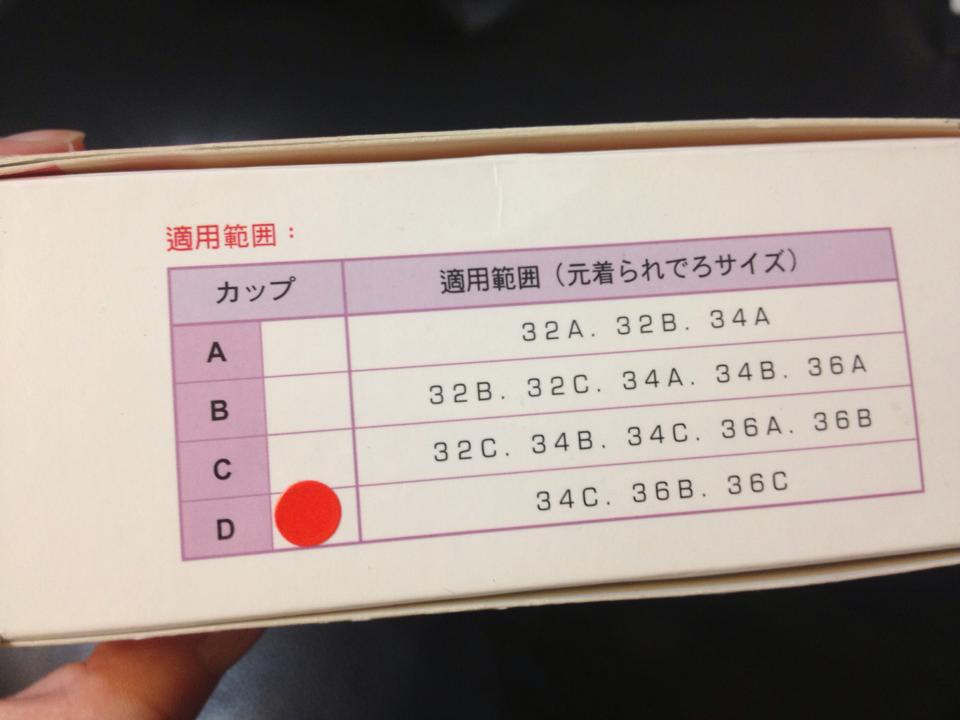 適用範囲：
カップ 適用範囲（元着られでろサイズ）
A 32A. 32B. 34A
B 32B. 32C. 34A. 34B. 36A
C 32C. 34B. 34C. 36A. 36B
D 34C. 36B. 36C